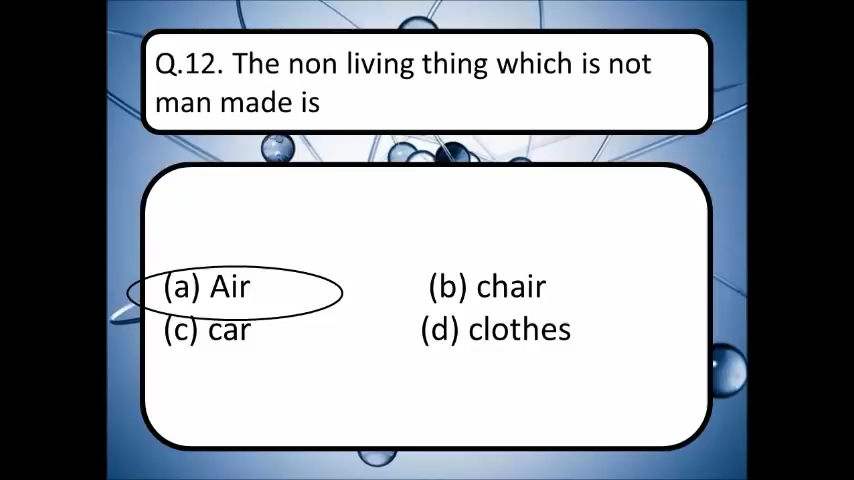 Q.12. The non living thing which is not
man made is
(a) Air (b) chair
(c) car (d) clothes